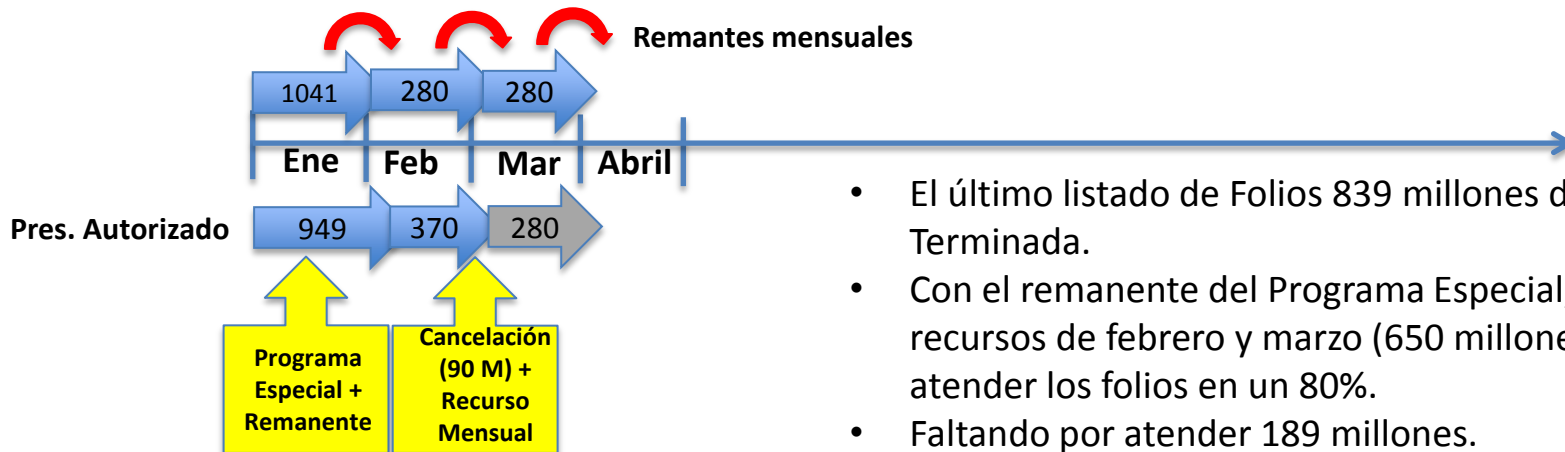 Remantes mensuales
1041 280 280
Ene Feb Mar Abril
Pres. Autorizado 949 370 280
Programa
Especial +
Remanente
Cancelación
(90 M) +
Recurso
Mensual
• El último listado de Folios 839 millones
Terminada.
• Con el remanente del Programa Especial
recursos de febrero y marzo (650
atender los folios en un 80%.
• Faltando por atender 189 millones.